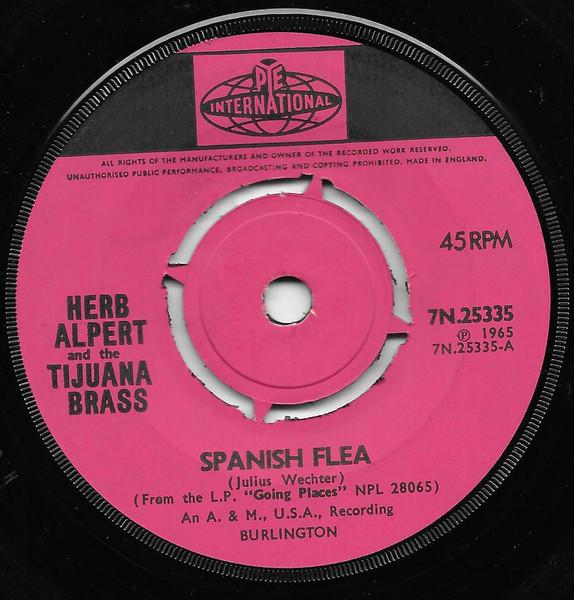 PYE
INTERNATIONAL
ALL RIGHTS OF THE MANUFACTURERS AND OWNER OF THE RECORDED WORK RESERVED.
UNAUTHORISED PUBLIC PERFORMANCE, BROADCASTING AND COPYING PROHIBITED. MADE IN ENGLAND.
45RPM
HERB
ALPERT
and the
TIJUANA
BRASS
7N.25335
Ⓟ 1965
7N.25335-A
SPANISH FLEA
(Julius Wechter)
(From the L.P. "Going Places" NPL 28065)
An A. & M., U.S.A., Recording
BURLINGTON